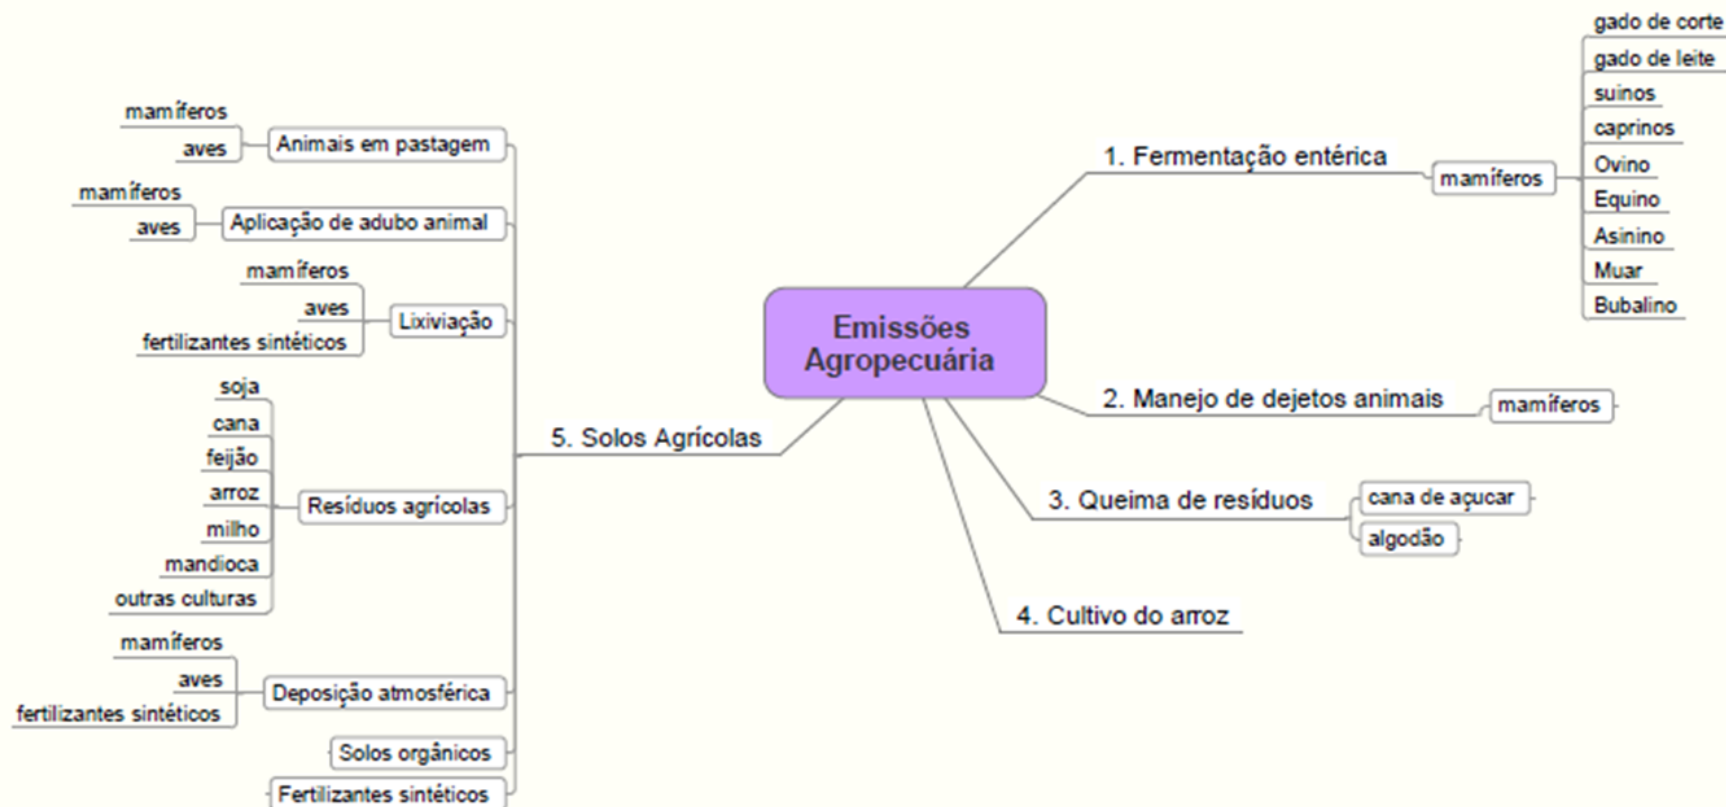 Emissões
Agropecuária
1. Fermentação entérica
mamíferos
gado de corte
gado de leite
suinos
caprinos
Ovino
Equino
Asinino
Muar
Bubalino
2. Manejo de dejetos animais
mamíferos
3. Queima de resíduos
cana de açucar
algodão
4. Cultivo do arroz
5. Solos Agrícolas
Animais em pastagem
mamíferos
aves
Aplicação de adubo animal
mamíferos
aves
Lixiviação
mamíferos
aves
fertilizantes sintéticos
Resíduos agrícolas
soja
cana
feijão
arroz
milho
mandioca
outras culturas
Deposição atmosférica
mamíferos
aves
fertilizantes sintéticos
Solos orgânicos
Fertilizantes sintéticos